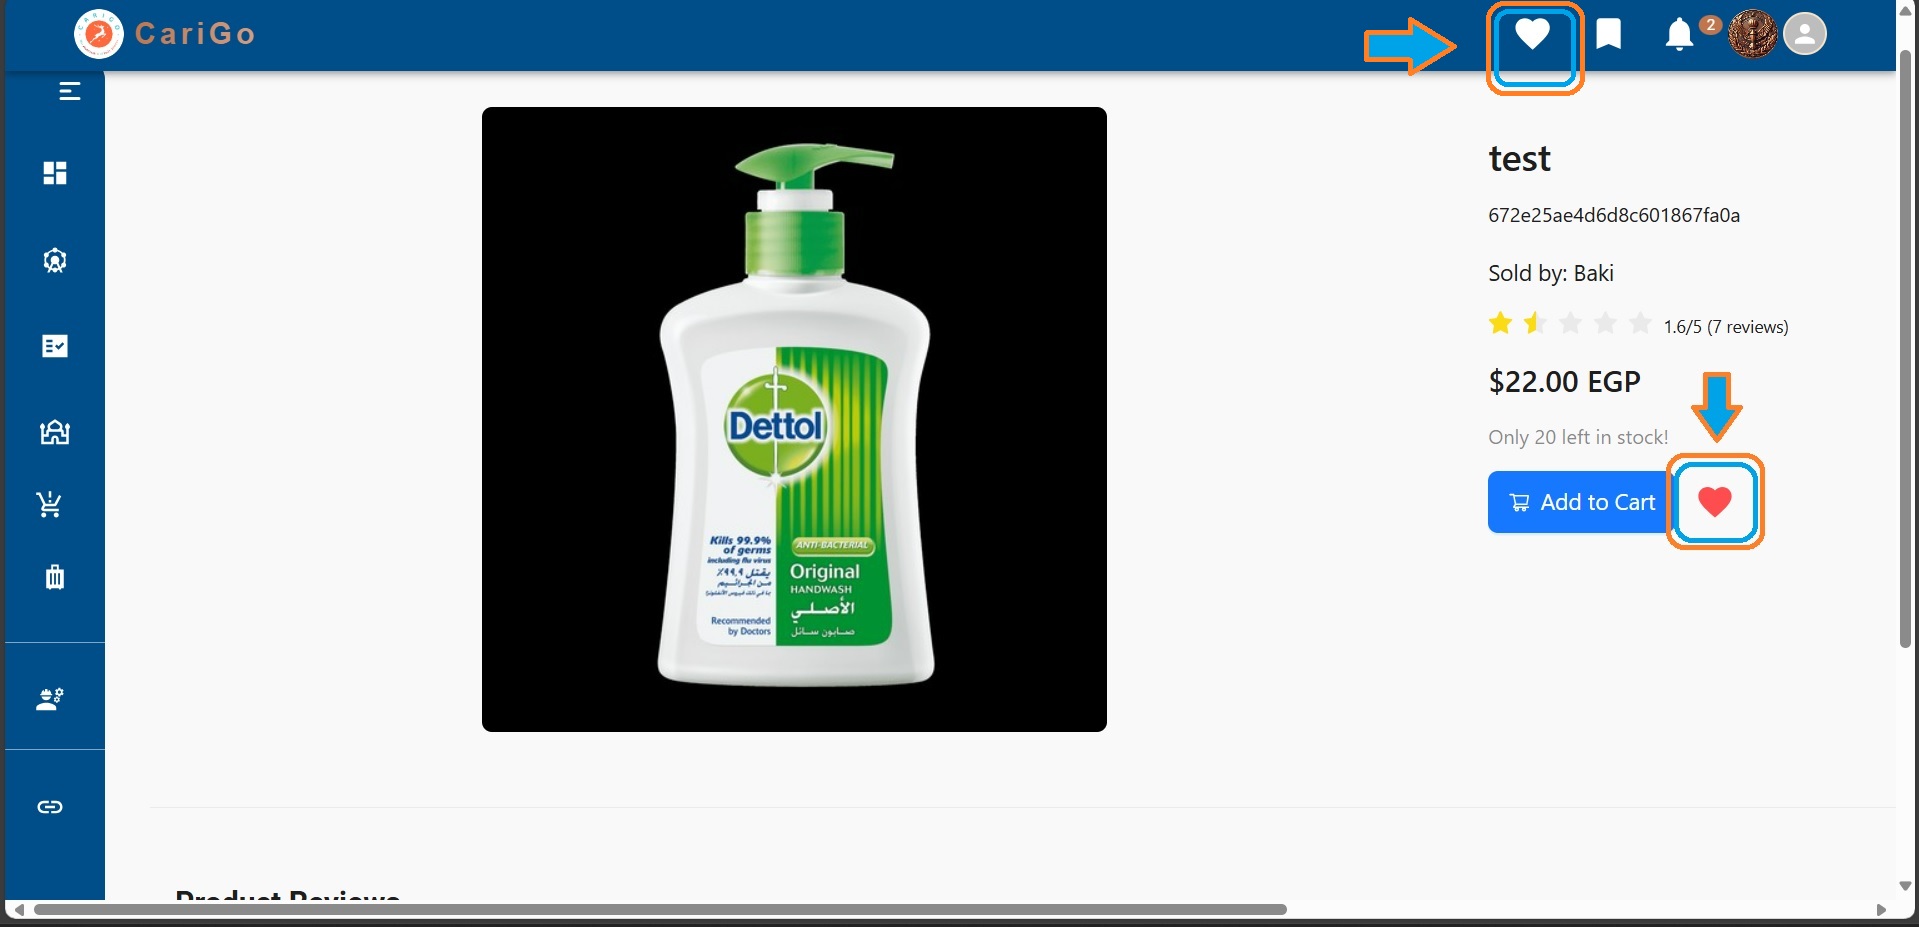 CariGo
2
test
672e25ae4d6d8c601867fa0a
Sold by: Baki
1.6/5 (7 reviews)
$22.00 EGP
Only 20 left in stock!
Add to Cart
Dettol
Kills 99.9%
of germs
including flu virus
يقتل ٩٩.٩٪
من الجراثيم
ANTI-BACTERIAL
Original
HANDWASH
الأصلي
صابون سائل
Recommended
by Doctors
Product Reviews